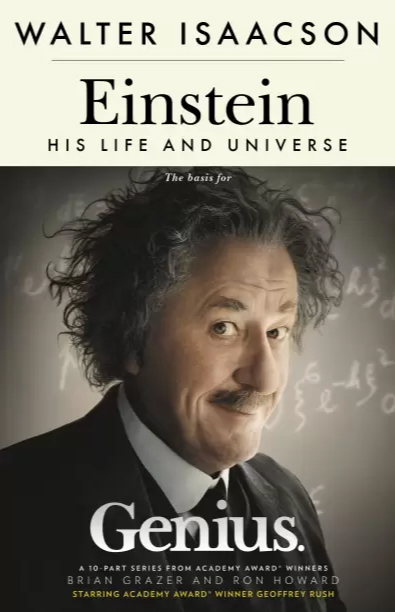 WALTER ISAACSON
Einstein
HIS LIFE AND UNIVERSE
The basis for
Genius.
A 10-PART SERIES FROM ACADEMY AWARD® WINNERS
BRIAN GRAZER AND RON HOWARD
STARRING ACADEMY AWARD® WINNER GEOFFREY RUSH